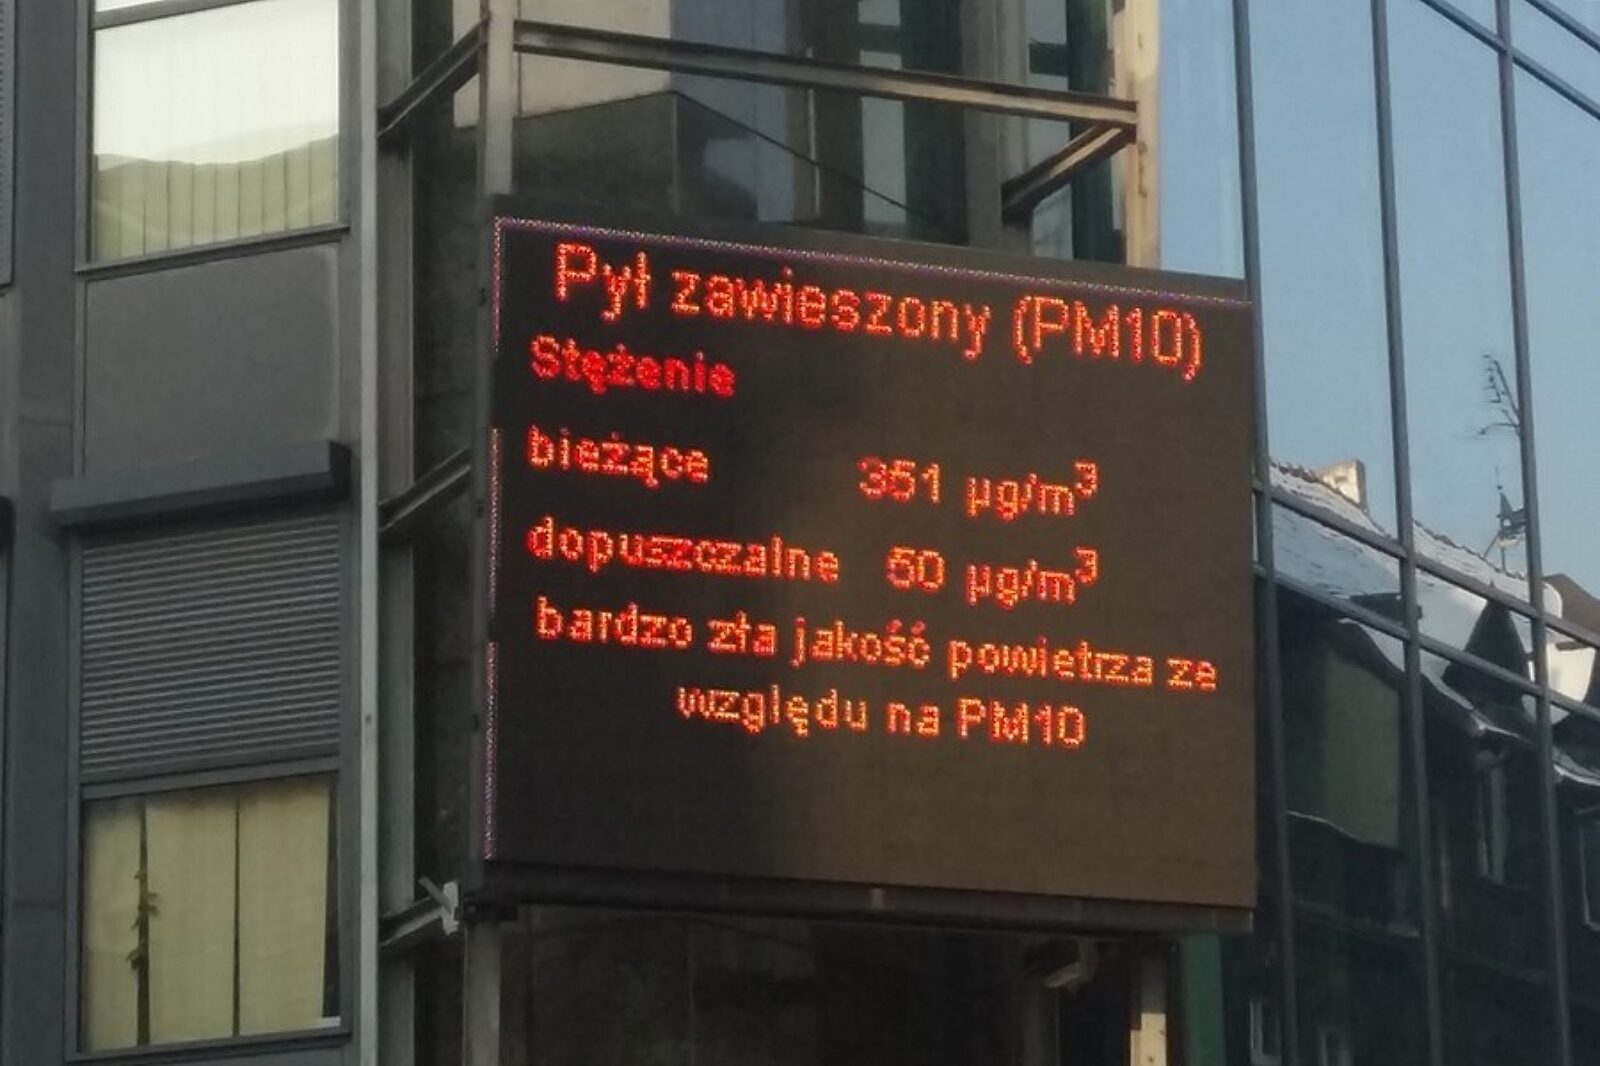 Pył zawieszony (PM10)
Stężenie
bieżące 351 µg/m³
dopuszczalne 50 µg/m³
bardzo zła jakość powietrza ze
względu na PM10